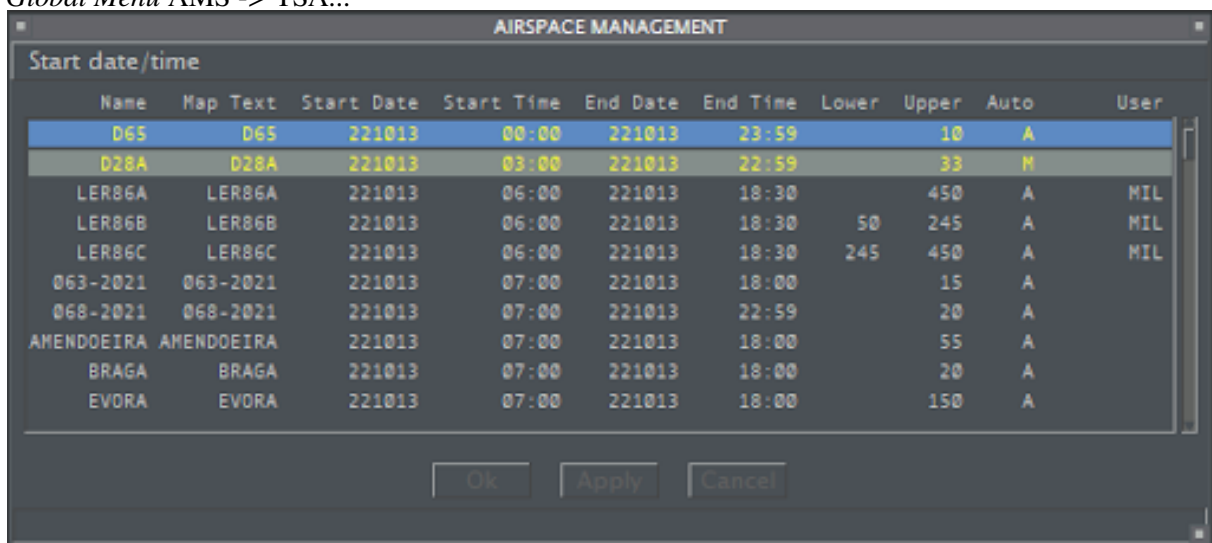 Global Menu AMS -> TSA...
AIRSPACE MANAGEMENT
Start date/time
Name Map Text Start Date Start Time End Date End Time Lower Upper Auto User
D65 D65 221013 00:00 221013 23:59 10 A
D28A D28A 221013 03:00 221013 22:59 33 M
LER86A LER86A 221013 06:00 221013 18:30 450 A MIL
LER86B LER86B 221013 06:00 221013 18:30 50 245 A MIL
LER86C LER86C 221013 06:00 221013 18:30 245 450 A MIL
063-2021 063-2021 221013 07:00 221013 18:00 15 A
068-2021 068-2021 221013 07:00 221013 22:59 20 A
AMENDOEIRA AMENDOEIRA 221013 07:00 221013 18:00 55 A
BRAGA BRAGA 221013 07:00 221013 18:00 20 A
EVORA EVORA 221013 07:00 221013 18:00 150 A
Ok Apply Cancel